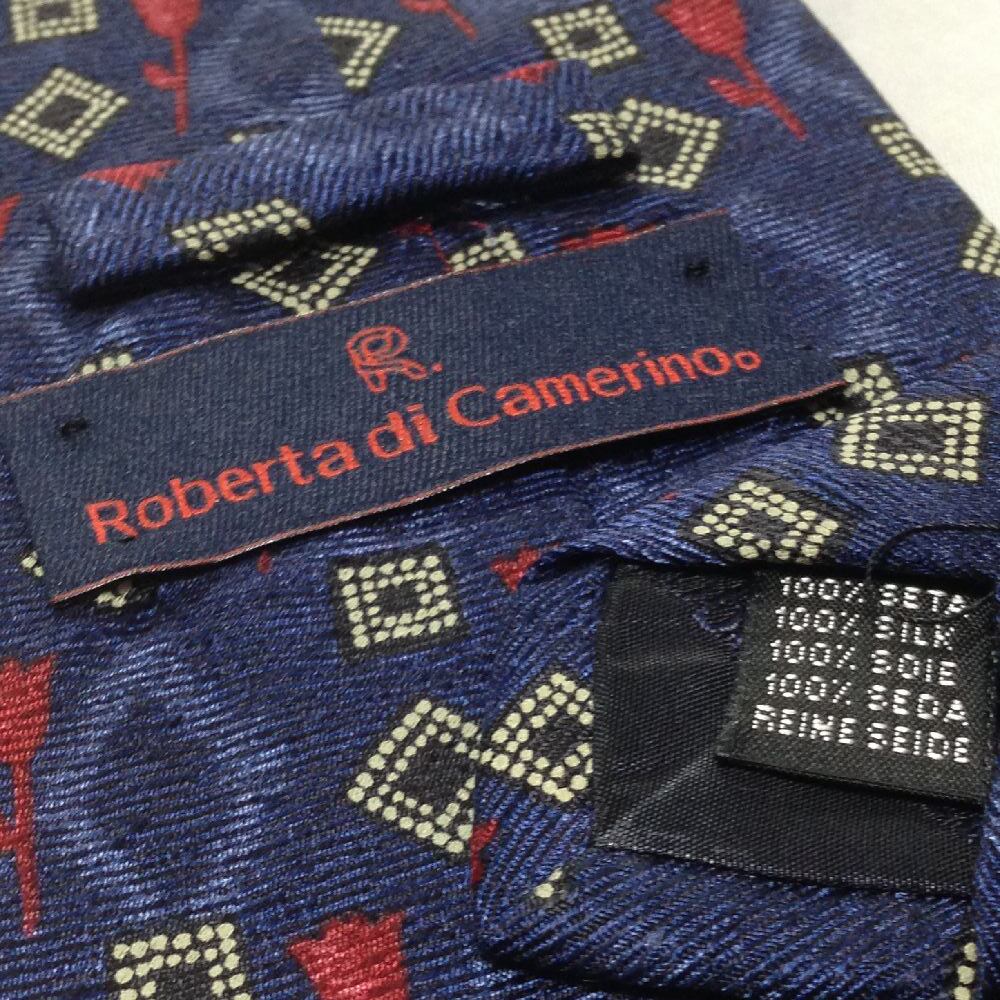 R.
Roberta di Camerino
100% SETA
100% SILK
100% SOIE
100% SEDA
REINE SEIDE